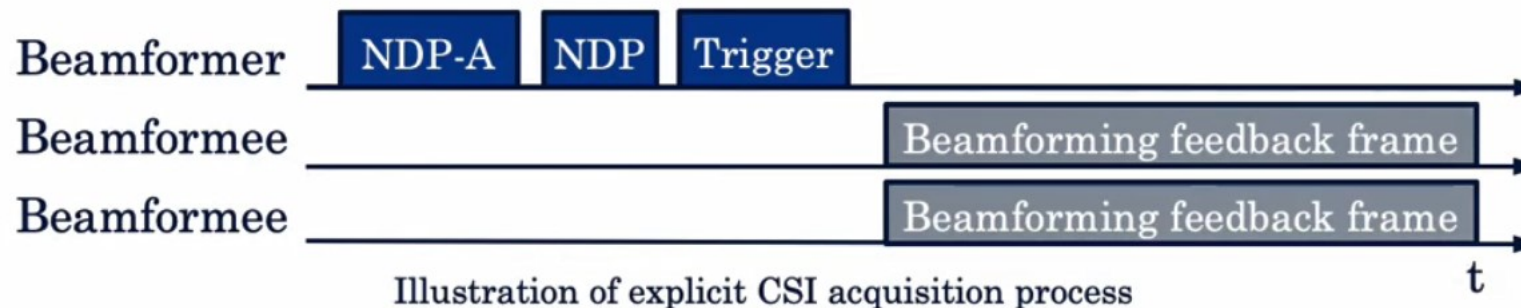 Beamformer NDP-A NDP Trigger
Beamformee Beamforming feedback frame
Beamformee Beamforming feedback frame
t
Illustration of explicit CSI acquisition process